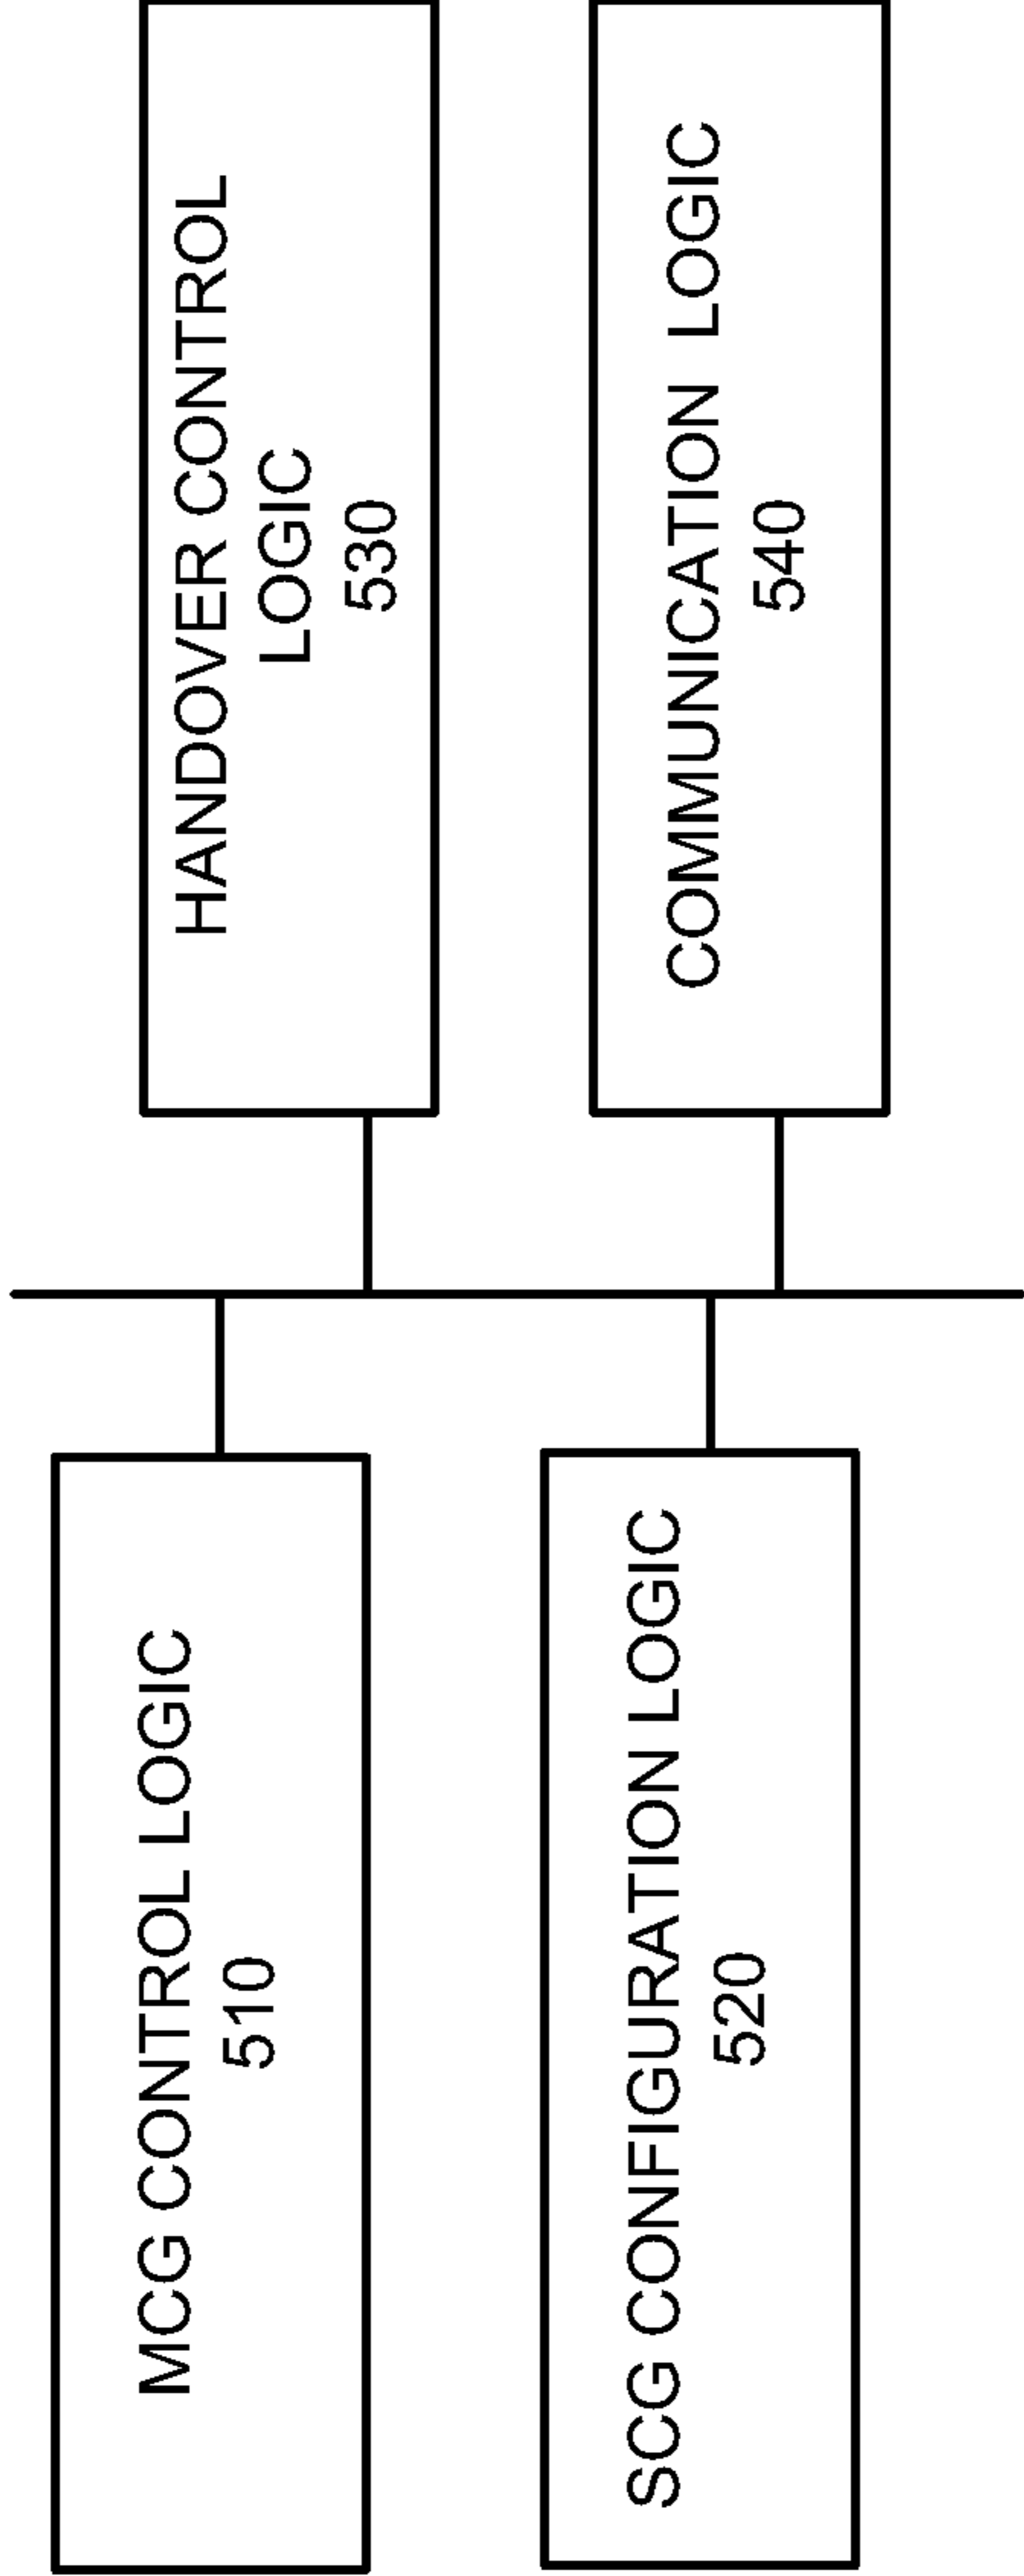 MCG CONTROL LOGIC
510
SCG CONFIGURATION LOGIC
520
HANDOVER CONTROL
LOGIC
530
COMMUNICATION LOGIC
540